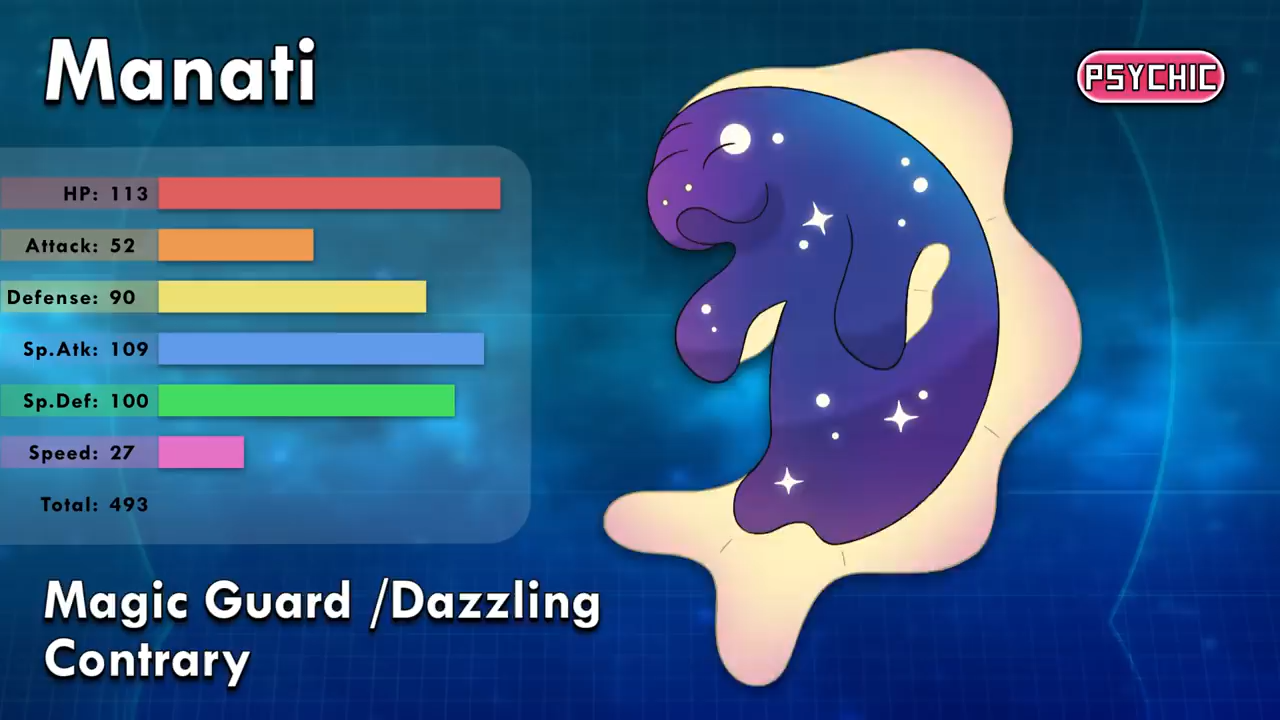 Manati
PSYCHIC
HP: 113
Attack: 52
Defense: 90
Sp.Atk: 109
Sp.Def: 100
Speed: 27
Total: 493
Magic Guard /Dazzling
Contrary